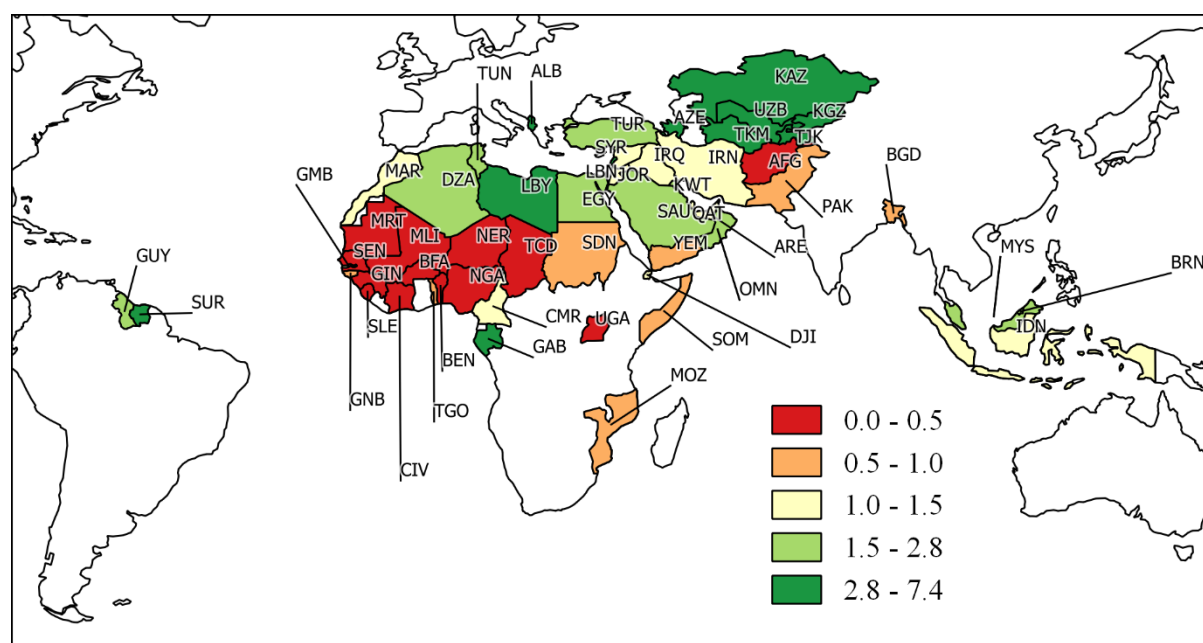 TUN
ALB
KAZ
UZB
KGZ
AZE
TUR
TKM
TJK
SYR
IRQ
IRN
AFG
BGD
MAR
LBN
JOR
GMB
DZA
LBY
KWT
EGY
SAU
QAT
PAK
MRT
ARE
SEN
MLI
NER
TCD
SDN
YEM
MYS
GUY
BFA
BRN
GIN
NGA
OMN
SUR
SLE
CMR
UGA
IDN
BEN
GAB
SOM
DJI
MOZ
GNB
TGO
CIV
0.0 - 0.5
0.5 - 1.0
1.0 - 1.5
1.5 - 2.8
2.8 - 7.4